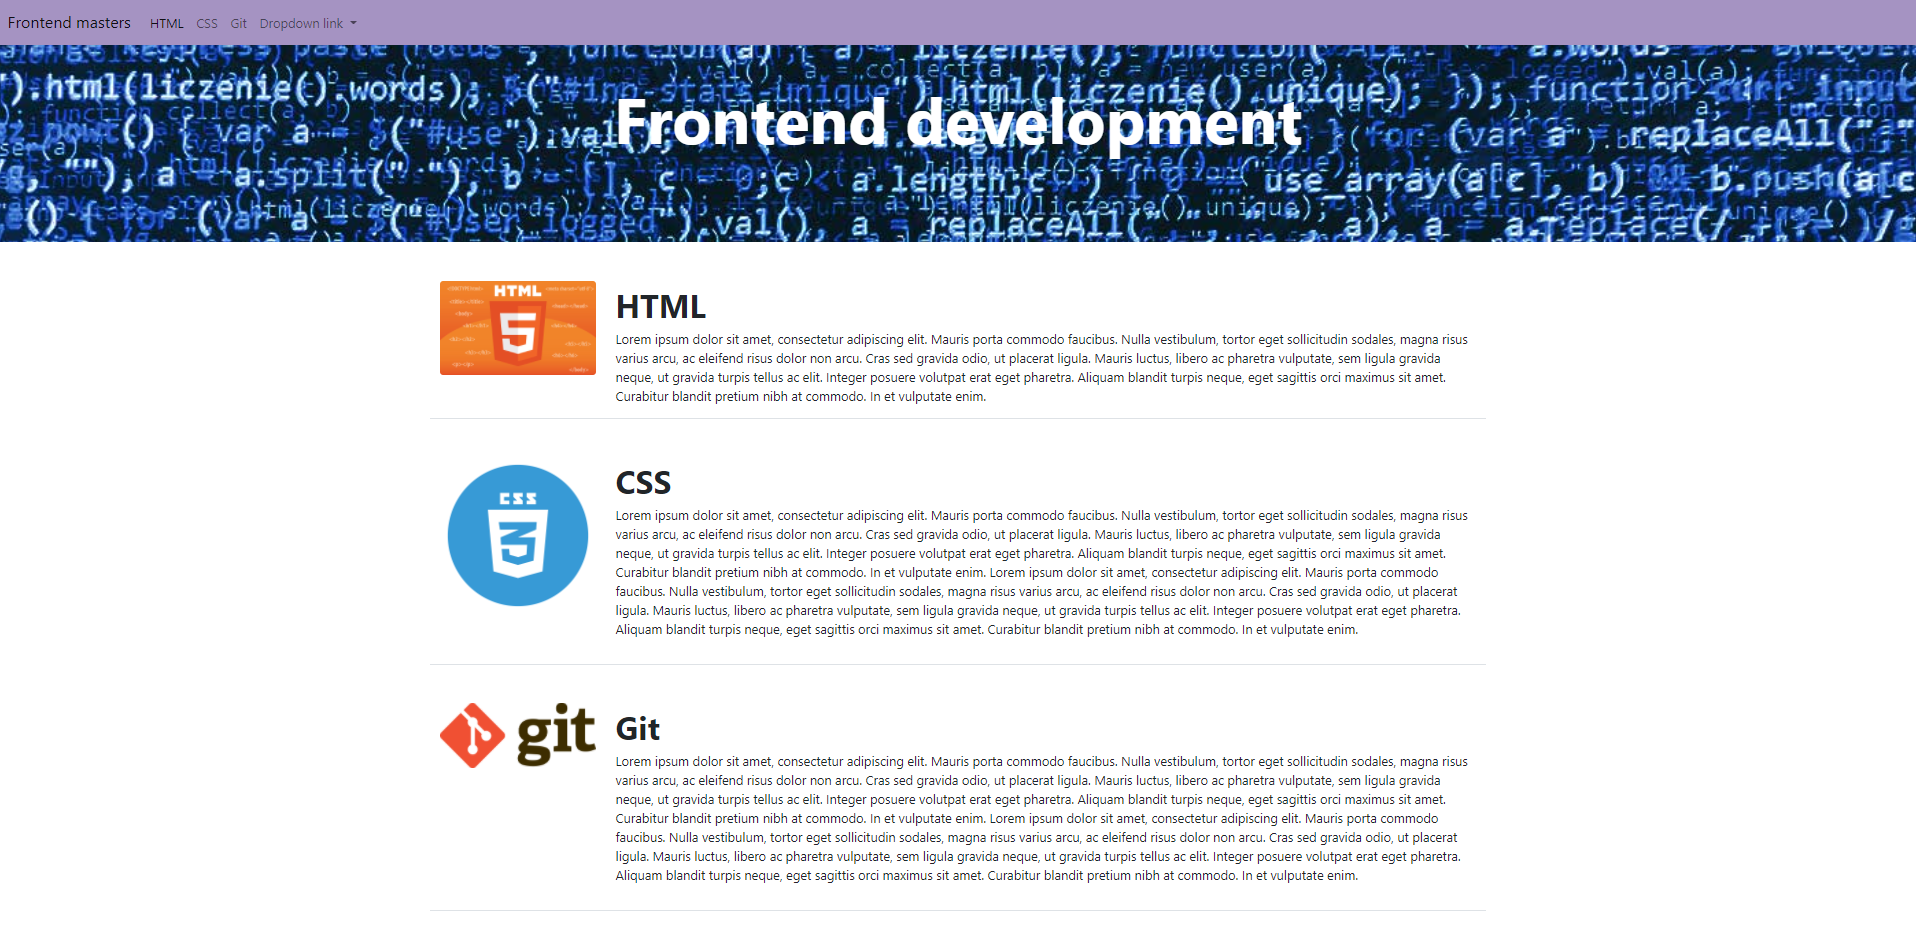 Frontend masters HTML CSS Git Dropdown link
).html(liczenie().words);
function
Frontend development
HTML
5
HTML
Lorem ipsum dolor sit amet, consectetur adipiscing elit. Mauris porta commodo faucibus. Nulla vestibulum, tortor eget sollicitudin sodales, magna risus
varius arcu, ac eleifend risus dolor non arcu. Cras sed gravida odio, ut placerat ligula. Mauris luctus, libero ac pharetra vulputate, sem ligula gravida
neque, ut gravida turpis tellus ac elit. Integer posuere volutpat erat eget pharetra. Aliquam blandit turpis neque, eget sagittis orci maximus sit amet.
Curabitur blandit pretium nibh at commodo. In et vulputate enim.
CSS
3
CSS
Lorem ipsum dolor sit amet, consectetur adipiscing elit. Mauris porta commodo faucibus. Nulla vestibulum, tortor eget sollicitudin sodales, magna risus
varius arcu, ac eleifend risus dolor non arcu. Cras sed gravida odio, ut placerat ligula. Mauris luctus, libero ac pharetra vulputate, sem ligula gravida
neque, ut gravida turpis tellus ac elit. Integer posuere volutpat erat eget pharetra. Aliquam blandit turpis neque, eget sagittis orci maximus sit amet.
Curabitur blandit pretium nibh at commodo. In et vulputate enim. Lorem ipsum dolor sit amet, consectetur adipiscing elit. Mauris porta commodo
faucibus. Nulla vestibulum, tortor eget sollicitudin sodales, magna risus varius arcu, ac eleifend risus dolor non arcu. Cras sed gravida odio, ut placerat
ligula. Mauris luctus, libero ac pharetra vulputate, sem ligula gravida neque, ut gravida turpis tellus ac elit. Integer posuere volutpat erat eget pharetra.
Aliquam blandit turpis neque, eget sagittis orci maximus sit amet. Curabitur blandit pretium nibh at commodo. In et vulputate enim.
git
Git
Lorem ipsum dolor sit amet, consectetur adipiscing elit. Mauris porta commodo faucibus. Nulla vestibulum, tortor eget sollicitudin sodales, magna risus
varius arcu, ac eleifend risus dolor non arcu. Cras sed gravida odio, ut placerat ligula. Mauris luctus, libero ac pharetra vulputate, sem ligula gravida
neque, ut gravida turpis tellus ac elit. Integer posuere volutpat erat eget pharetra. Aliquam blandit turpis neque, eget sagittis orci maximus sit amet.
Curabitur blandit pretium nibh at commodo. In et vulputate enim. Lorem ipsum dolor sit amet, consectetur adipiscing elit. Mauris porta commodo
faucibus. Nulla vestibulum, tortor eget sollicitudin sodales, magna risus varius arcu, ac eleifend risus dolor non arcu. Cras sed gravida odio, ut placerat
ligula. Mauris luctus, libero ac pharetra vulputate, sem ligula gravida neque, ut gravida turpis tellus ac elit. Integer posuere volutpat erat eget pharetra.
Aliquam blandit turpis neque, eget sagittis orci maximus sit amet. Curabitur blandit pretium nibh at commodo. In et vulputate enim.